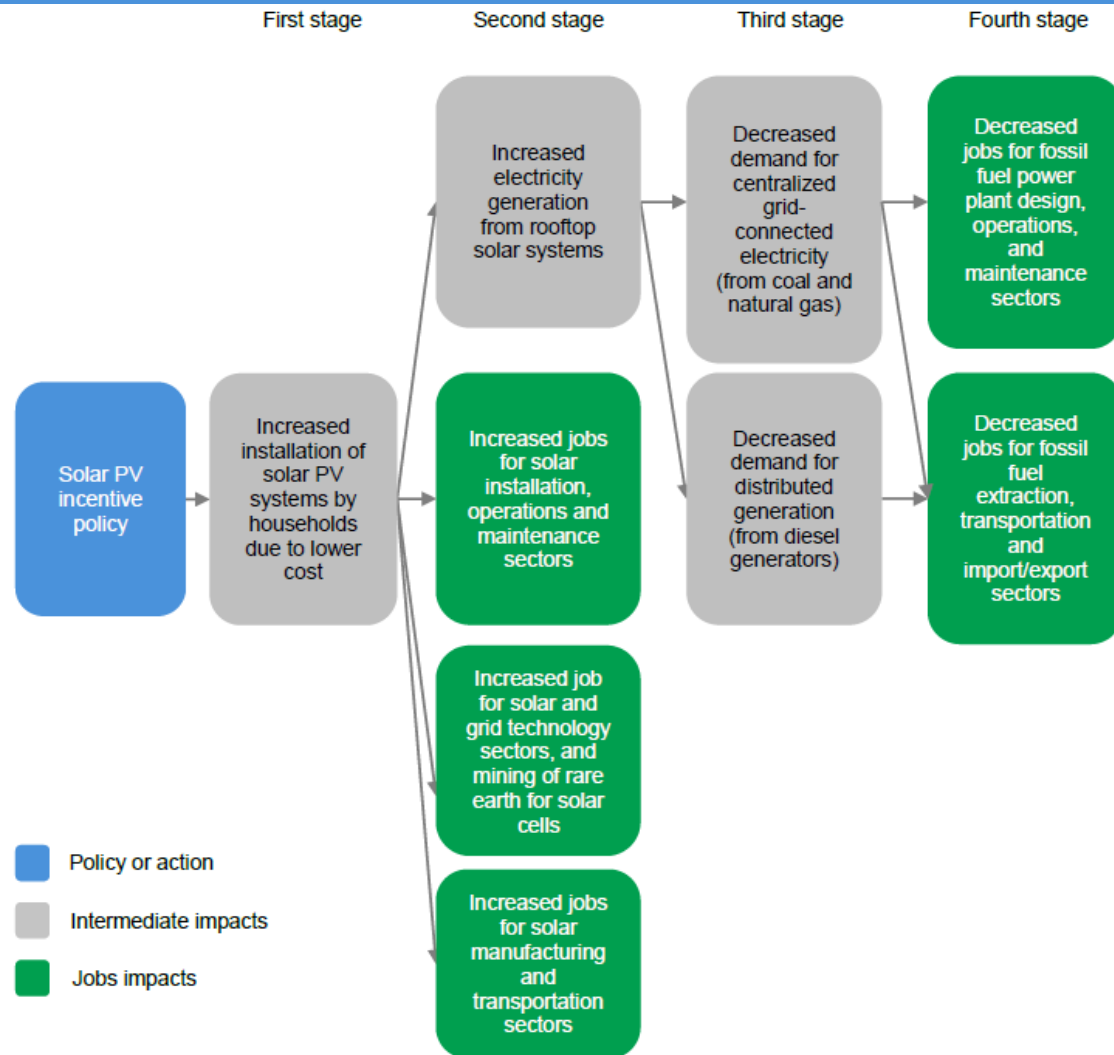 First stage
Second stage
Third stage
Fourth stage
Solar PV
incentive
policy
Increased
installation of
solar PV
systems by
households
due to lower
cost
Increased
electricity
generation
from rooftop
solar systems
Increased jobs
for solar
installation,
operations and
maintenance
sectors
Increased job
for solar and
grid technology
sectors, and
mining of rare
earth for solar
cells
Increased jobs
for solar
manufacturing
and
transportation
sectors
Decreased
demand for
centralized
grid-
connected
electricity
(from coal and
natural gas)
Decreased
demand for
distributed
generation
(from diesel
generators)
Decreased
jobs for fossil
fuel power
plant design,
operations,
and
maintenance
sectors
Decreased
jobs for fossil
fuel
extraction,
transportation
and
import/export
sectors
Policy or action
Intermediate impacts
Jobs impacts